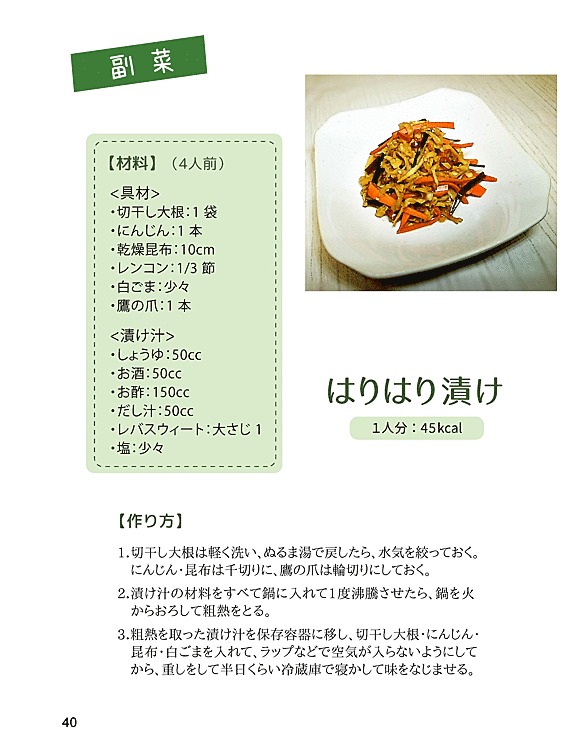 副菜
【材料】（4人前）
<具材>
・切干し大根：1袋
・にんじん：1本
・乾燥昆布：10cm
・レンコン：1/3節
・白ごま：少々
・鷹の爪：1本
<漬け汁>
・しょうゆ：50cc
・お酒：50cc
・お酢：150cc
・だし汁：50cc
・レバスウィート：大さじ1
・塩：少々
はりはり漬け
1人分：45kcal
【作り方】
1.切干し大根は軽く洗い、ぬるま湯で戻したら、水気を絞っておく。
にんじん・昆布は千切りに、鷹の爪は輪切りにしておく。
2.漬け汁の材料をすべて鍋に入れて1度沸騰させたら、鍋を火
からおろして粗熱をとる。
3.粗熱を取った漬け汁を保存容器に移し、切干し大根・にんじん・
昆布・白ごまを入れて、ラップなどで空気が入らないようにして
から、重しをして半日くらい冷蔵庫で寝かして味をなじませる。
40